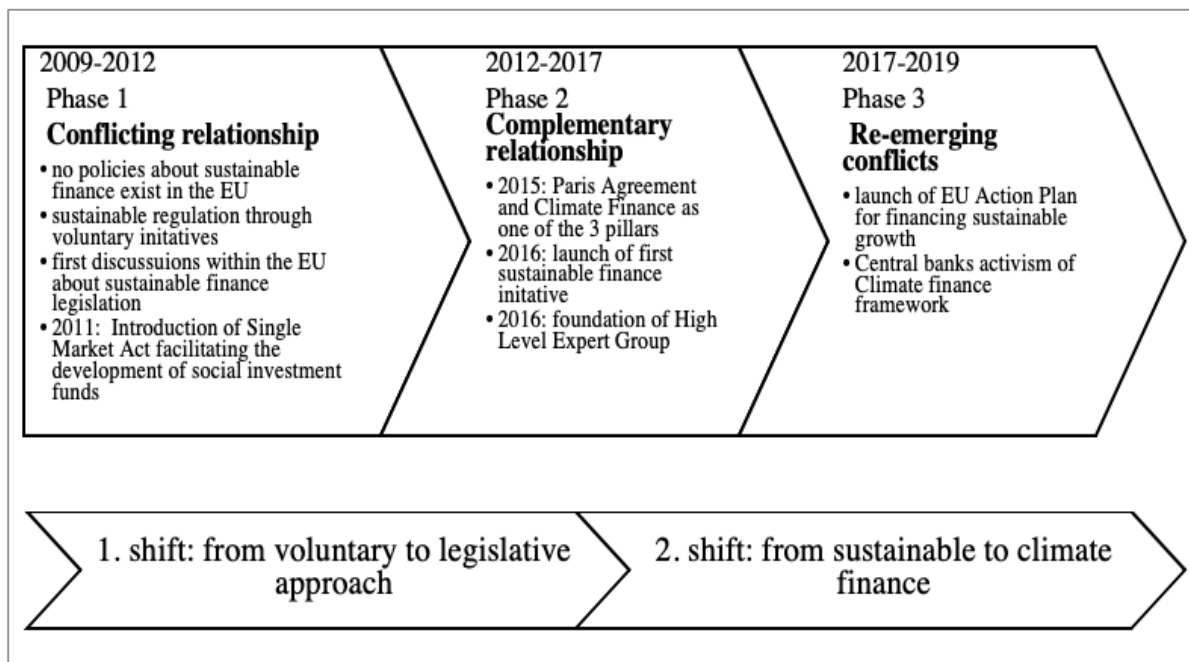 2009-2012
Phase 1
Conflicting relationship
• no policies about sustainable
finance exist in the EU
• sustainable regulation through
voluntary initatives
• first discussuions within the EU
about sustainable finance
legislation
• 2011: Introduction of Single
Market Act facilitating the
development of social investment
funds
2012-2017
Phase 2
Complementary
relationship
• 2015: Paris Agreement
and Climate Finance as
one of the 3 pillars
• 2016: launch of first
sustainable finance
initative
• 2016: foundation of High
Level Expert Group
2017-2019
Phase 3
Re-emerging
conflicts
• launch of EU Action Plan
for financing sustainable
growth
• Central banks activism of
Climate finance
framework
1. shift: from voluntary to legislative
approach
2. shift: from sustainable to climate
finance